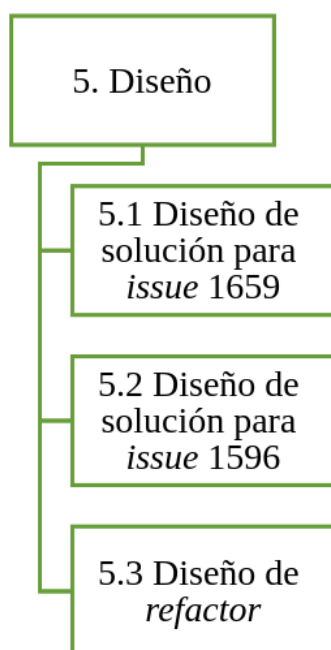 5. Diseño
5.1 Diseño de
solución para
issue 1659
5.2 Diseño de
solución para
issue 1596
5.3 Diseño de
refactor